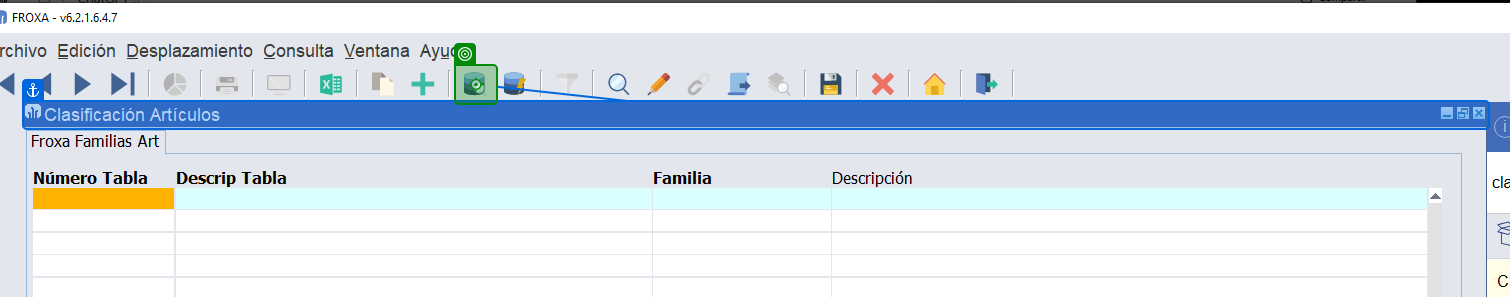 FROXA - v6.2.1.6.4.7
rchivo Edición Desplazamiento Consulta Ventana Ayu
Clasificación Artículos
Froxa Familias Art
Número Tabla Descrip Tabla Familia Descripción
cla
C